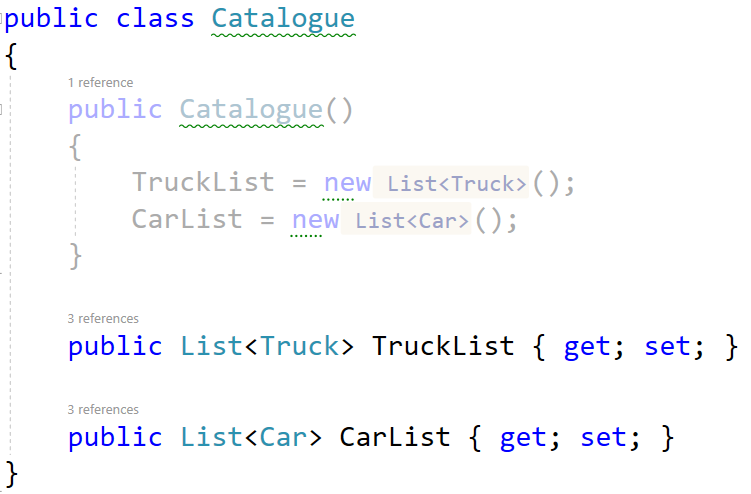 public class Catalogue
{
1 reference
public Catalogue()
{
TruckList = new List<Truck>();
CarList = new List<Car>();
}
3 references
public List<Truck> TruckList { get; set; }
3 references
public List<Car> CarList { get; set; }
}